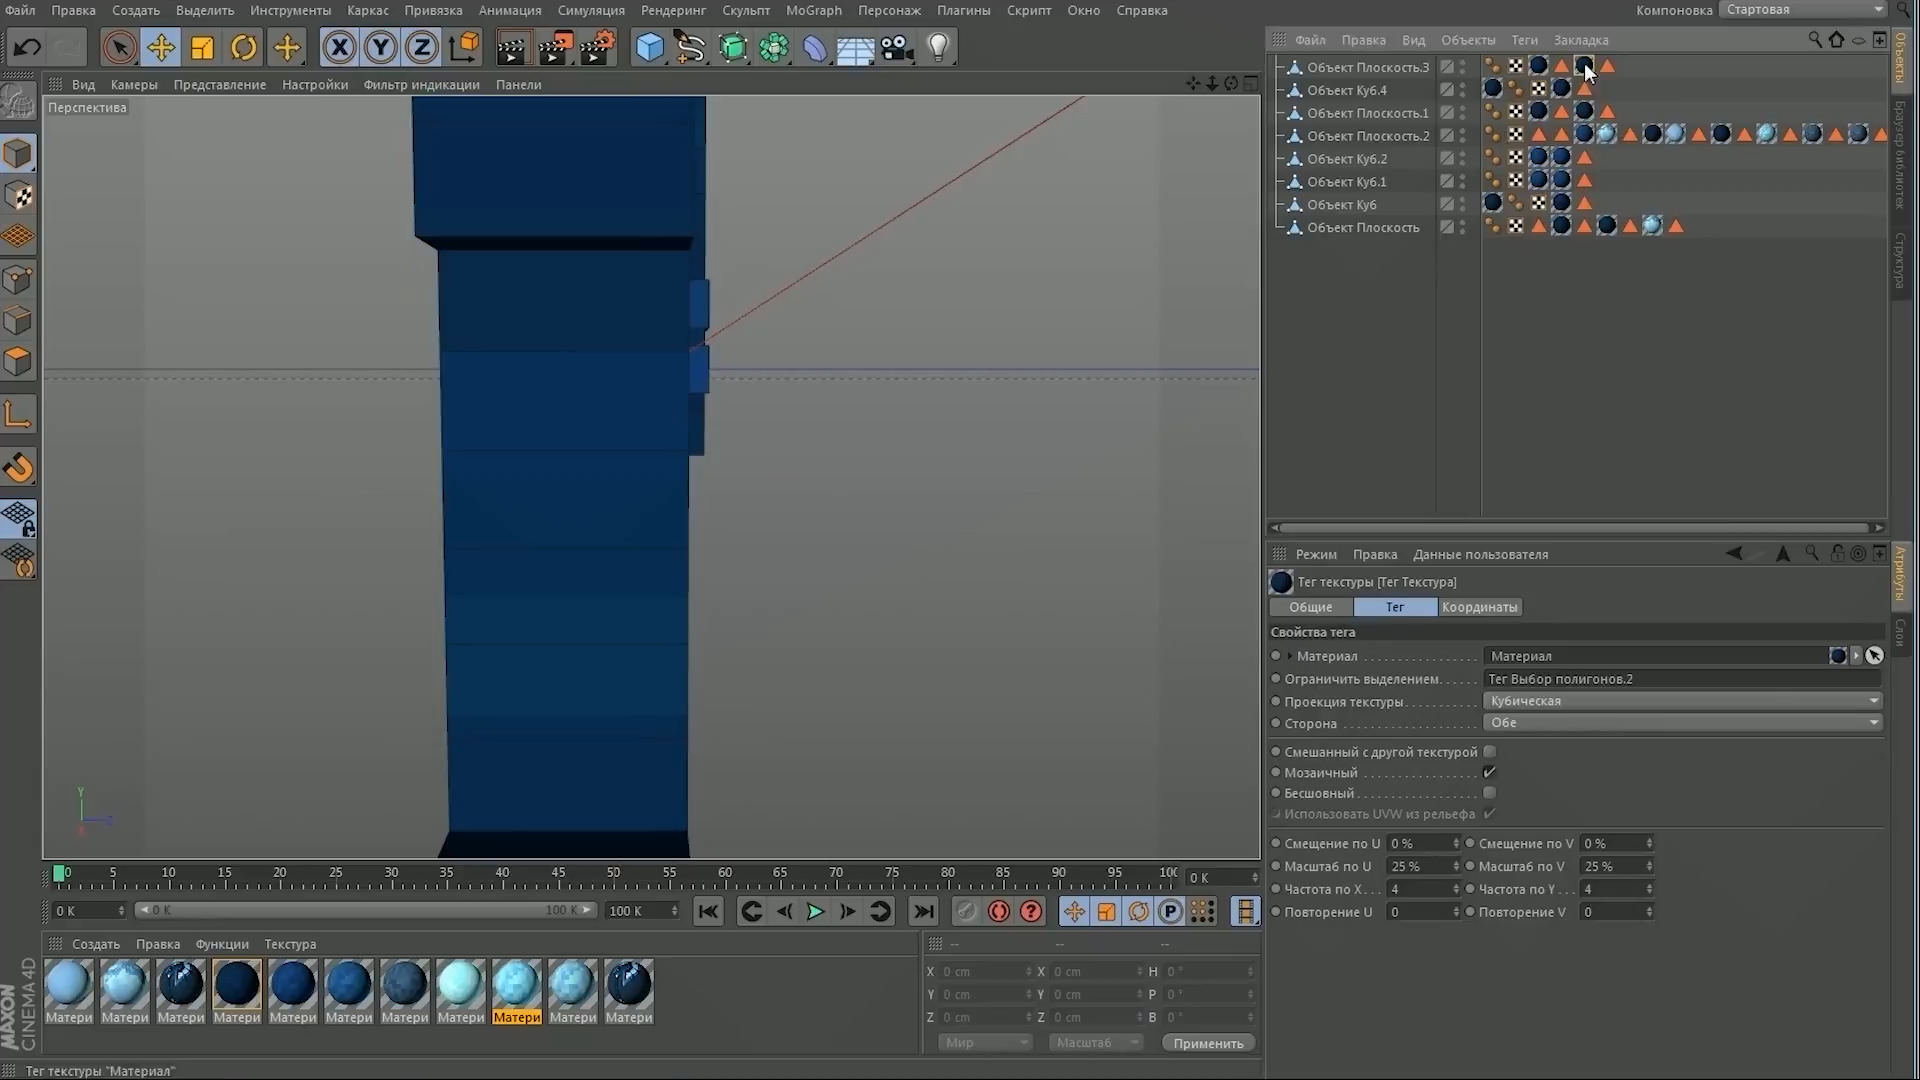 Файл Правка Создать Выделить Инструменты Каркас Привязка Анимация Симуляция Рендеринг Скульпт MoGraph Персонаж Плагины Скрипт Окно Справка Компоновка Стартовая
Файл Правка Вид Объекты Теги Закладка
Вид Камеры Представление Настройки Фильтр индикации Панели
Перспектива
Объект Плоскость.3
Объект Куб.4
Объект Плоскость.1
Объект Плоскость.2
Объект Куб.2
Объект Куб.1
Объект Куб
Объект Плоскость
Объекты
Браузер библиотек
Структура
Режим Правка Данные пользователя
Тег текстуры [Тег Текстура]
Общие Тег Координаты
Свойства тега
Материал Материал
Ограничить выделением Тег Выбор полигонов.2
Проекция текстуры Кубическая
Сторона Обе
Смешанный с другой текстурой
Мозаичный
Бесшовный
Использовать UVW из рельефа
Смещение по U 0 % Смещение по V 0 %
Масштаб по U 25 % Масштаб по V 25 %
Частота по X 4 Частота по Y 4
Повторение U 0 Повторение V 0
Атрибуты
Слои
X Y Z
Y
0 5 10 15 20 25 30 35 40 45 50 55 60 65 70 75 80 85 90 95 100 0 K
0 K 0 K 100 K 100 K
P
Создать Правка Функции Текстура
-- -- --
X 0 cm X 0 cm H 0 °
Y 0 cm Y 0 cm P 0 °
Z 0 cm Z 0 cm B 0 °
Мир Масштаб Применить
Матери Матери Матери Матери Матери Матери Матери Матери Матери Матери Матери
MAXON
CINEMA 4D
Тег текстуры "Материал"